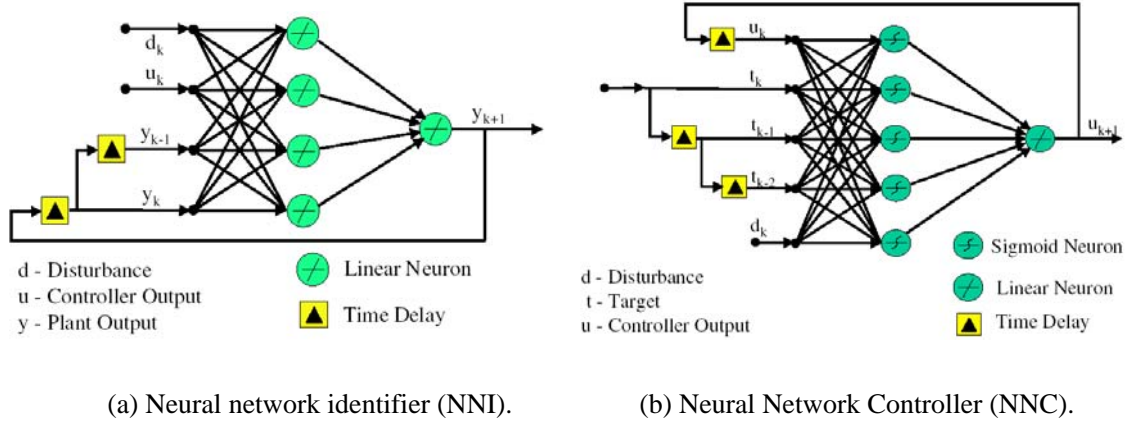 d_k
u_k
y_{k-1}
y_k
y_{k+1}
d - Disturbance
u - Controller Output
y - Plant Output
Linear Neuron
Time Delay
(a) Neural network identifier (NNI).
u_k
t_k
t_{k-1}
t_{k-2}
d_k
u_{k+1}
d - Disturbance
t - Target
u - Controller Output
Sigmoid Neuron
Linear Neuron
Time Delay
(b) Neural Network Controller (NNC).